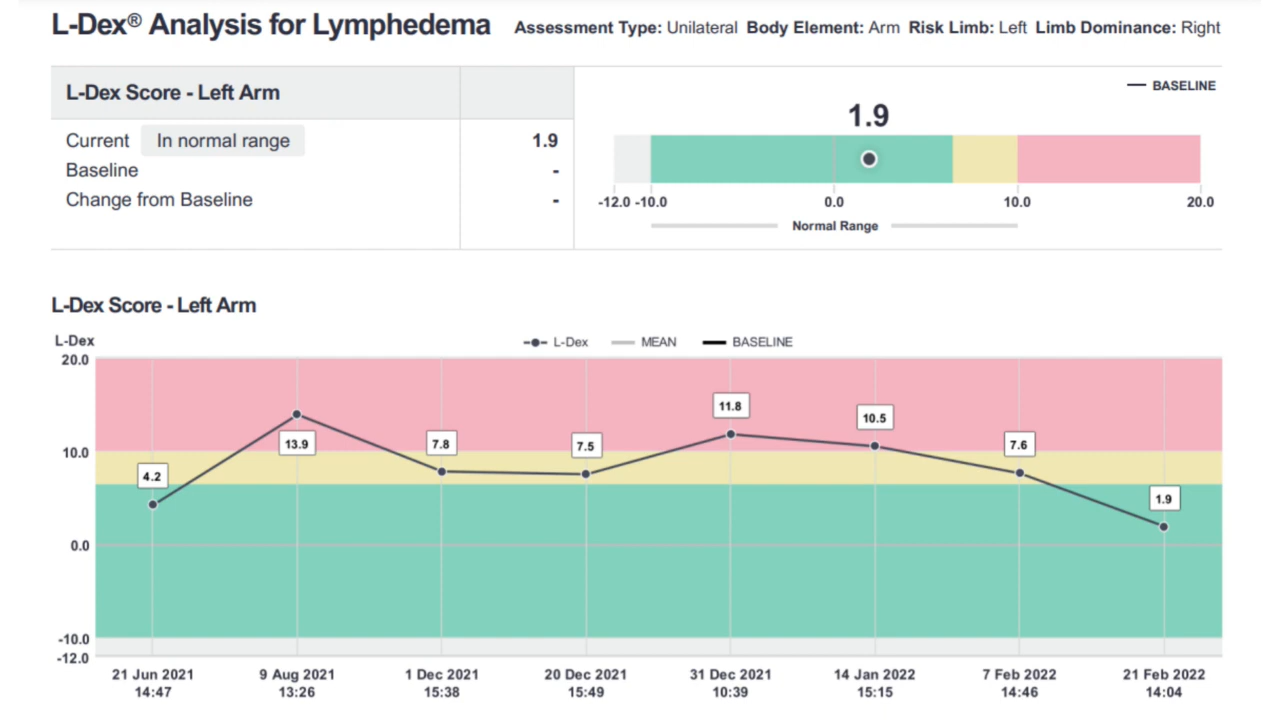 L-Dex® Analysis for Lymphedema Assessment Type: Unilateral Body Element: Arm Risk Limb: Left Limb Dominance: Right
L-Dex Score - Left Arm
Current In normal range 1.9
Baseline -
Change from Baseline -
BASELINE
1.9
-12.0 -10.0 0.0 10.0 20.0
Normal Range
L-Dex Score - Left Arm
L-Dex
L-Dex MEAN BASELINE
20.0
10.0
0.0
-10.0
-12.0
4.2 13.9 7.8 7.5 11.8 10.5 7.6 1.9
21 Jun 2021 9 Aug 2021 1 Dec 2021 20 Dec 2021 31 Dec 2021 14 Jan 2022 7 Feb 2022 21 Feb 2022
14:47 13:26 15:38 15:49 10:39 15:15 14:46 14:04